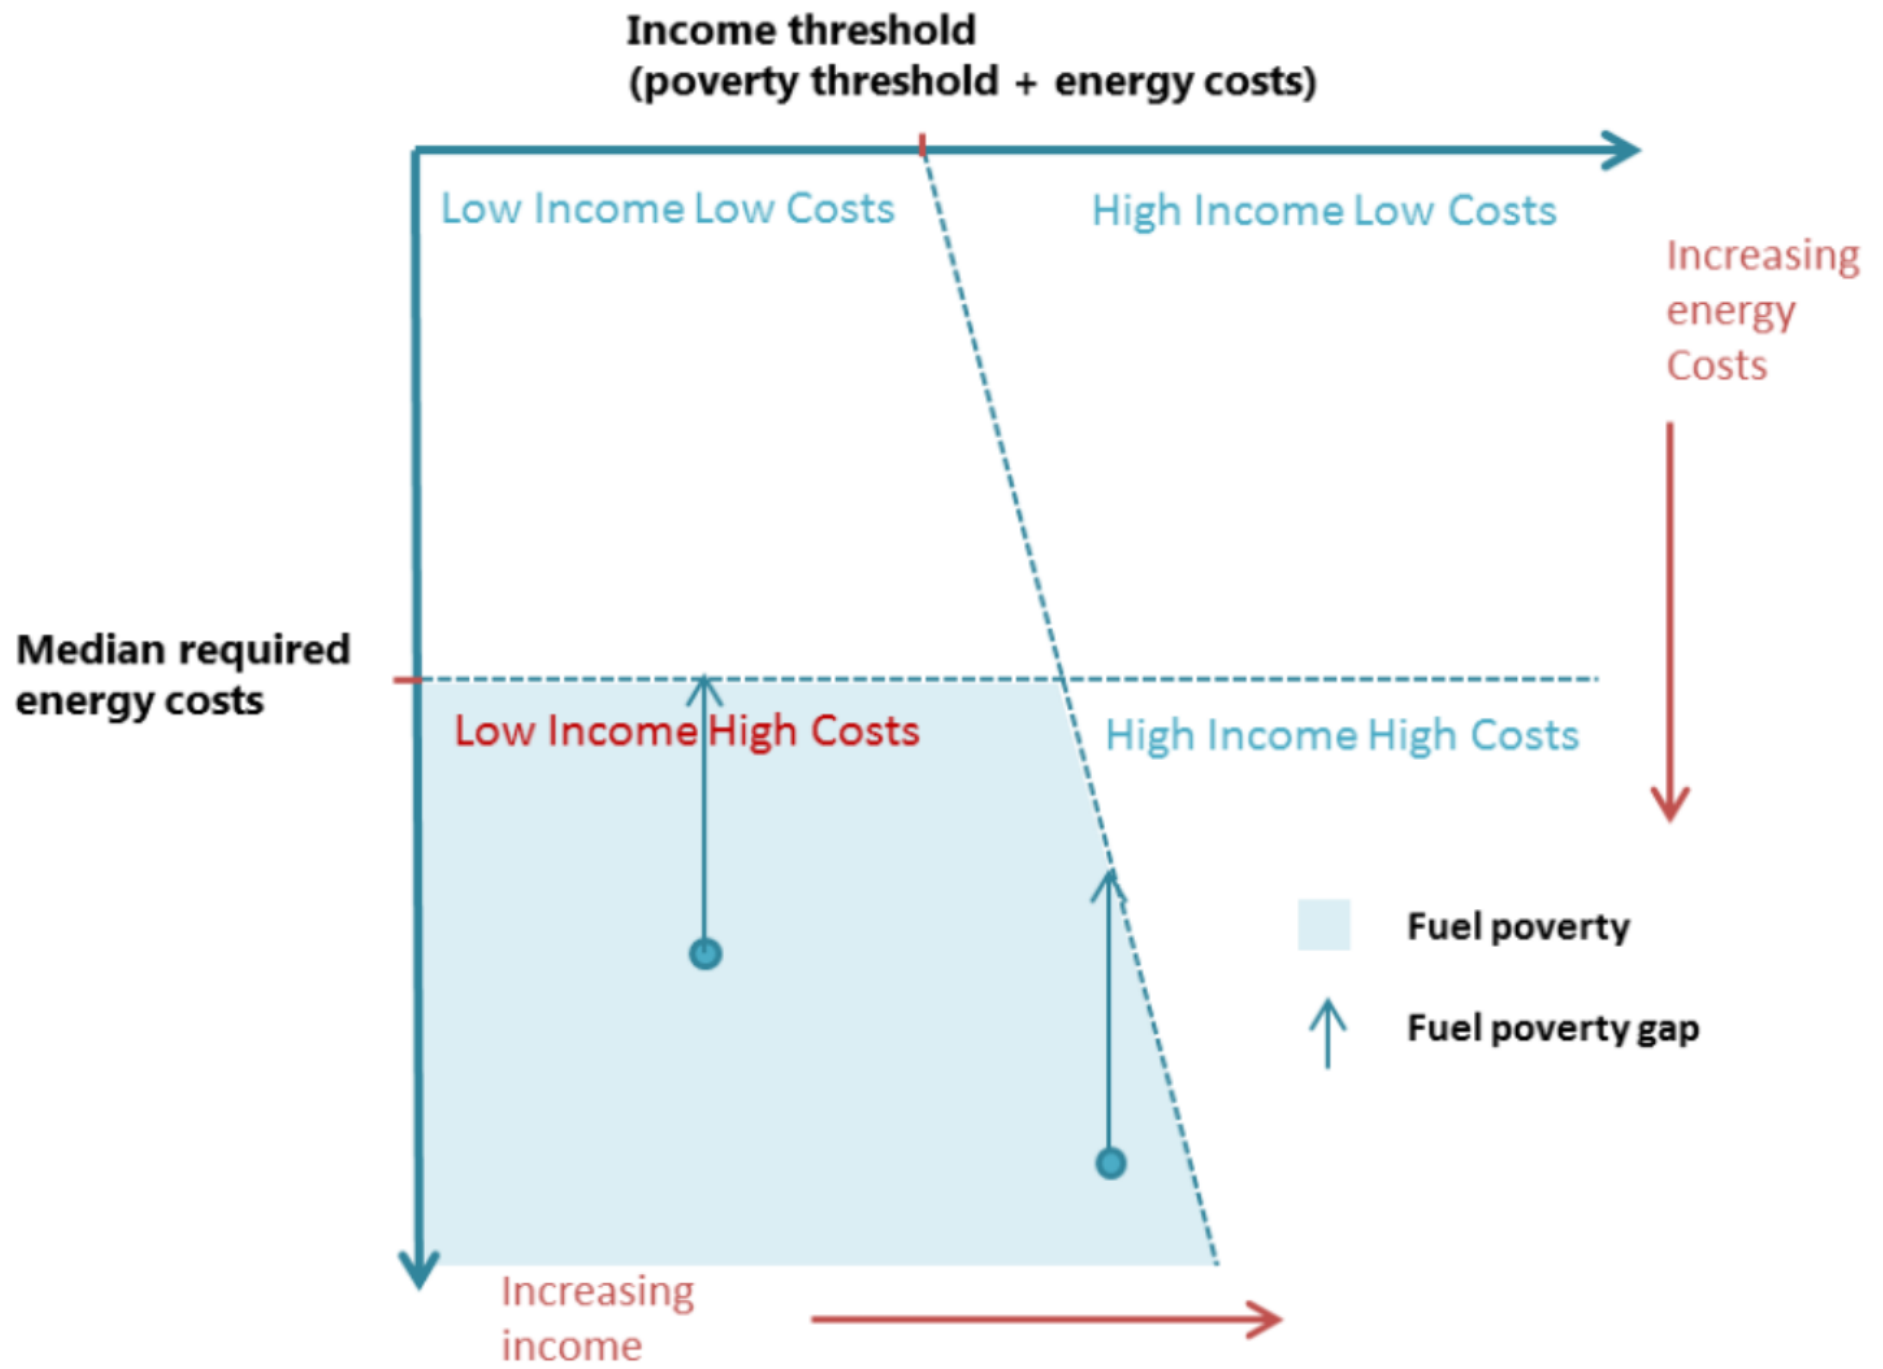 Income threshold
(poverty threshold + energy costs)
Low Income Low Costs
High Income Low Costs
Increasing
energy
Costs
Median required
energy costs
Low Income High Costs
High Income High Costs
Fuel poverty
Fuel poverty gap
Increasing
income